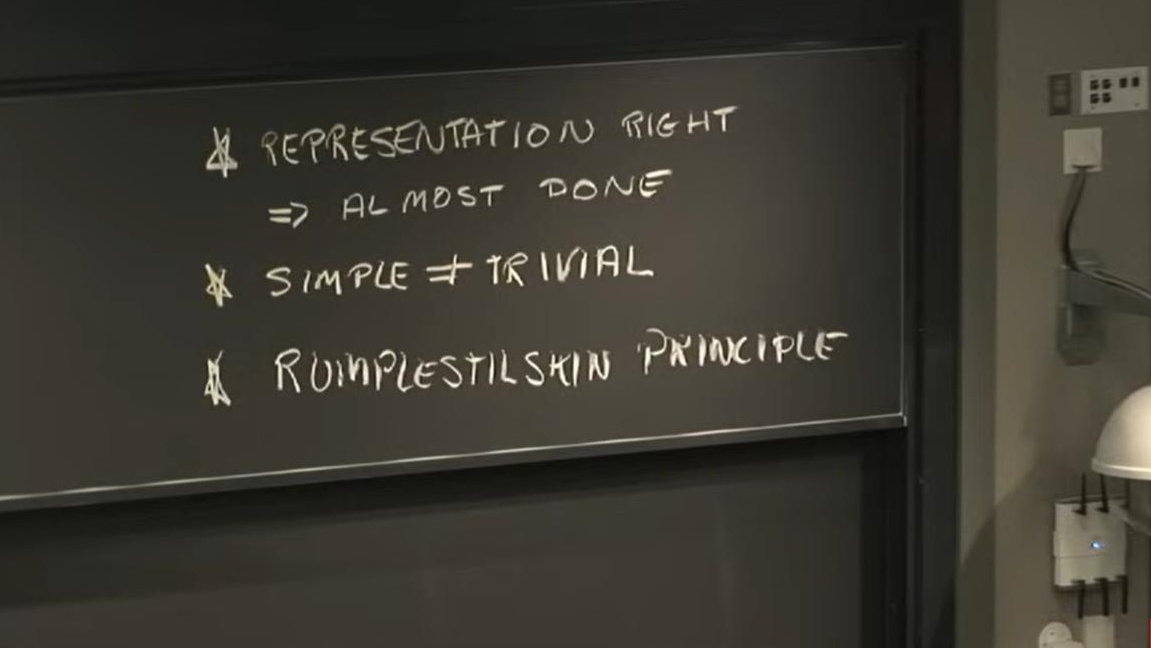 * REPRESENTATION RIGHT
=> ALMOST DONE
* SIMPLE ≠ TRIVIAL
* RUMPLESTILSKIN PRINCIPLE